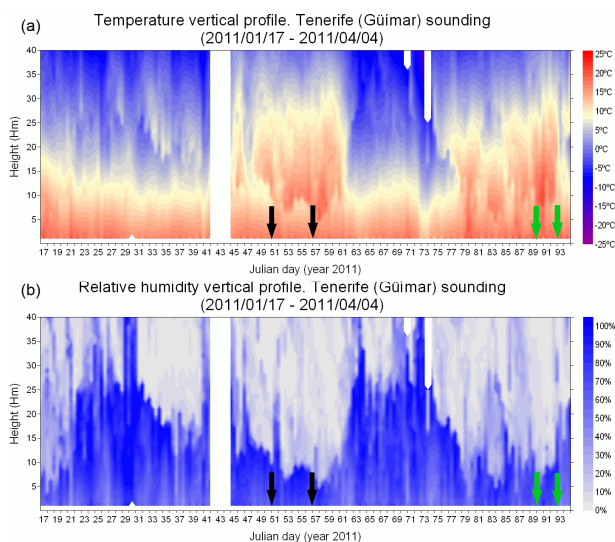 (a)
Temperature vertical profile. Tenerife (Güímar) sounding
(2011/01/17 - 2011/04/04)
Height (Hm)
40
35
30
25
20
15
10
5
17 19 21 23 25 27 29 31 33 35 37 39 41 43 45 47 49 51 53 55 57 59 61 63 65 67 69 71 73 75 77 79 81 83 85 87 89 91 93
Julian day (year 2011)
25ºC
20ºC
15ºC
10ºC
5ºC
0ºC
-5ºC
-10ºC
-15ºC
-20ºC
-25ºC
(b)
Relative humidity vertical profile. Tenerife (Güímar) sounding
(2011/01/17 - 2011/04/04)
Height (Hm)
40
35
30
25
20
15
10
5
17 19 21 23 25 27 29 31 33 35 37 39 41 43 45 47 49 51 53 55 57 59 61 63 65 67 69 71 73 75 77 79 81 83 85 87 89 91 93
Julian day (year 2011)
100%
90%
80%
70%
60%
50%
40%
30%
20%
10%
0%